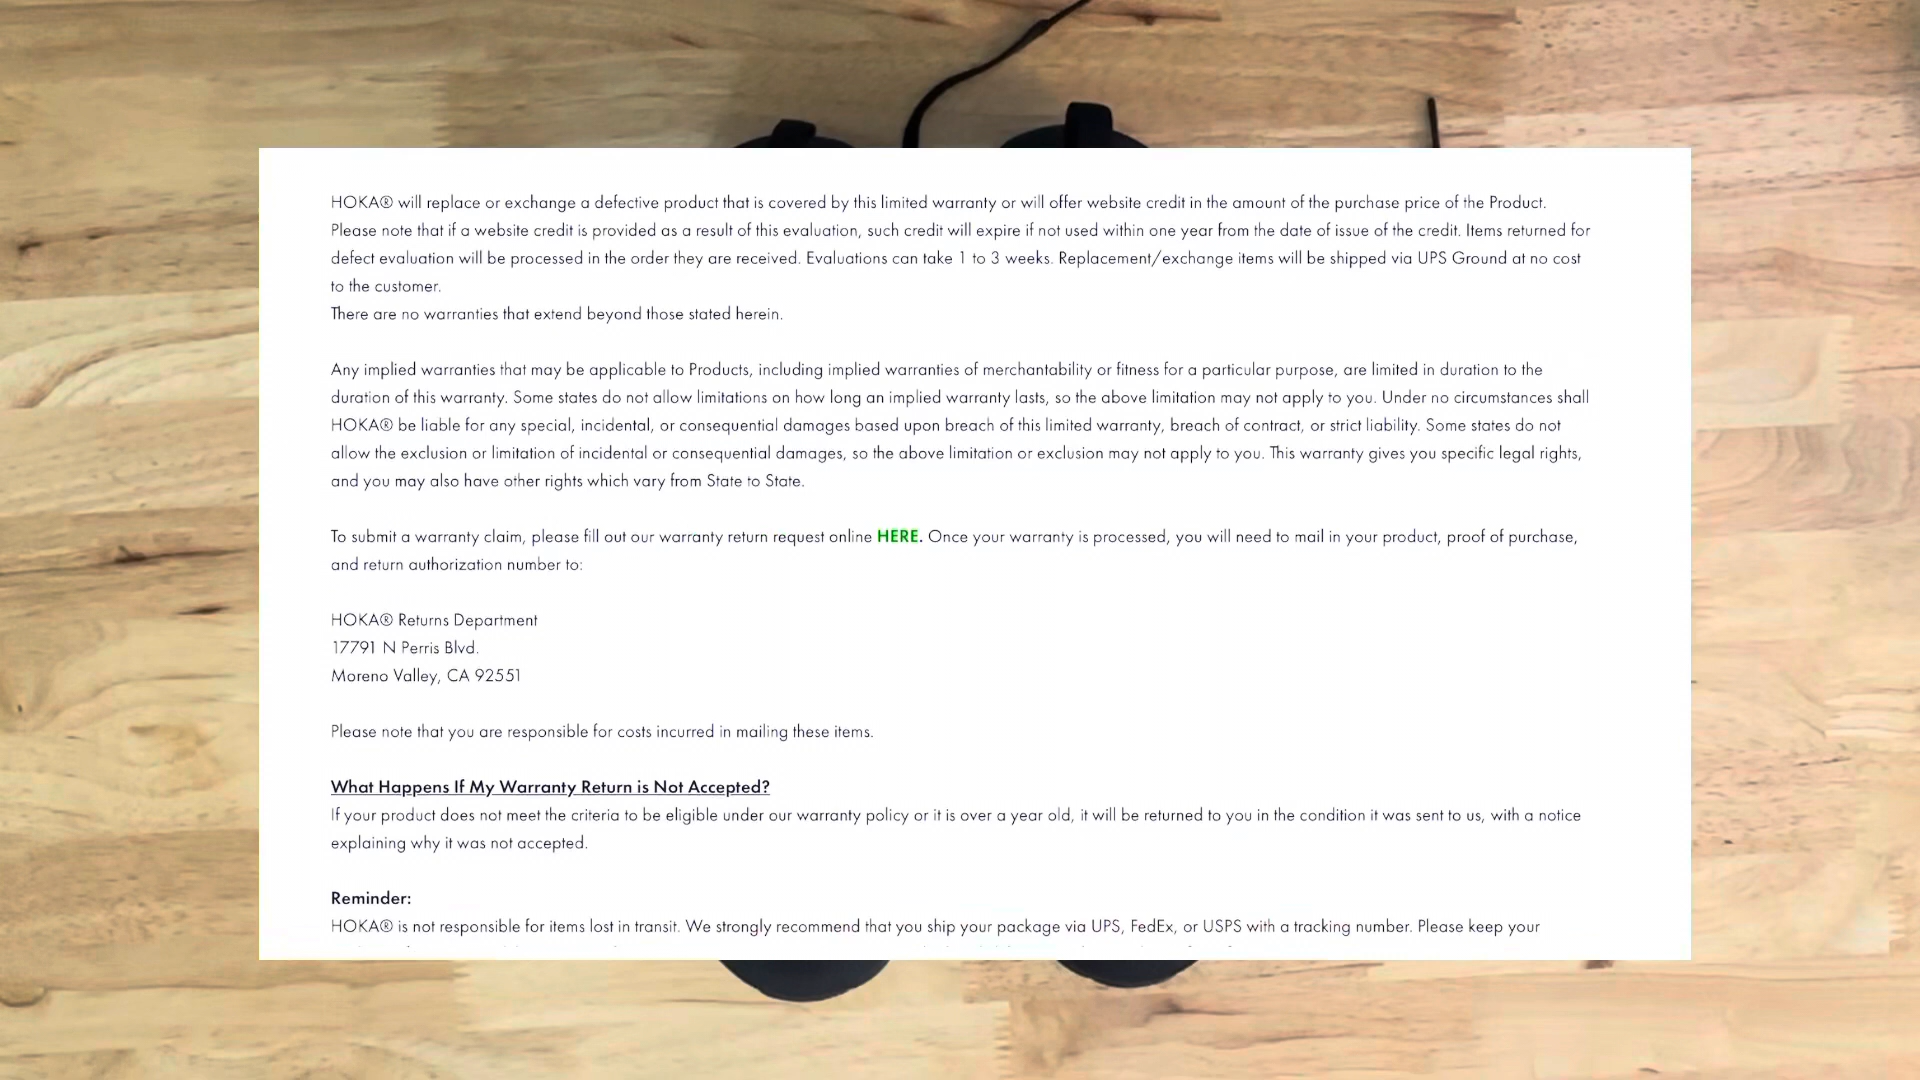 HOKA® will replace or exchange a defective product that is covered by this limited warranty or will offer website credit in the amount of the purchase price of the Product.
Please note that if a website credit is provided as a result of this evaluation, such credit will expire if not used within one year from the date of issue of the credit. Items returned for
defect evaluation will be processed in the order they are received. Evaluations can take 1 to 3 weeks. Replacement/exchange items will be shipped via UPS Ground at no cost
to the customer.
There are no warranties that extend beyond those stated herein.
Any implied warranties that may be applicable to Products, including implied warranties of merchantability or fitness for a particular purpose, are limited in duration to the
duration of this warranty. Some states do not allow limitations on how long an implied warranty lasts, so the above limitation may not apply to you. Under no circumstances shall
HOKA® be liable for any special, incidental, or consequential damages based upon breach of this limited warranty, breach of contract, or strict liability. Some states do not
allow the exclusion or limitation of incidental or consequential damages, so the above limitation or exclusion may not apply to you. This warranty gives you specific legal rights,
and you may also have other rights which vary from State to State.
To submit a warranty claim, please fill out our warranty return request online HERE. Once your warranty is processed, you will need to mail in your product, proof of purchase,
and return authorization number to:
HOKA® Returns Department
17791 N Perris Blvd.
Moreno Valley, CA 92551
Please note that you are responsible for costs incurred in mailing these items.
What Happens If My Warranty Return is Not Accepted?
If your product does not meet the criteria to be eligible under our warranty policy or it is over a year old, it will be returned to you in the condition it was sent to us, with a notice
explaining why it was not accepted.
Reminder:
HOKA® is not responsible for items lost in transit. We strongly recommend that you ship your package via UPS, FedEx, or USPS with a tracking number. Please keep your